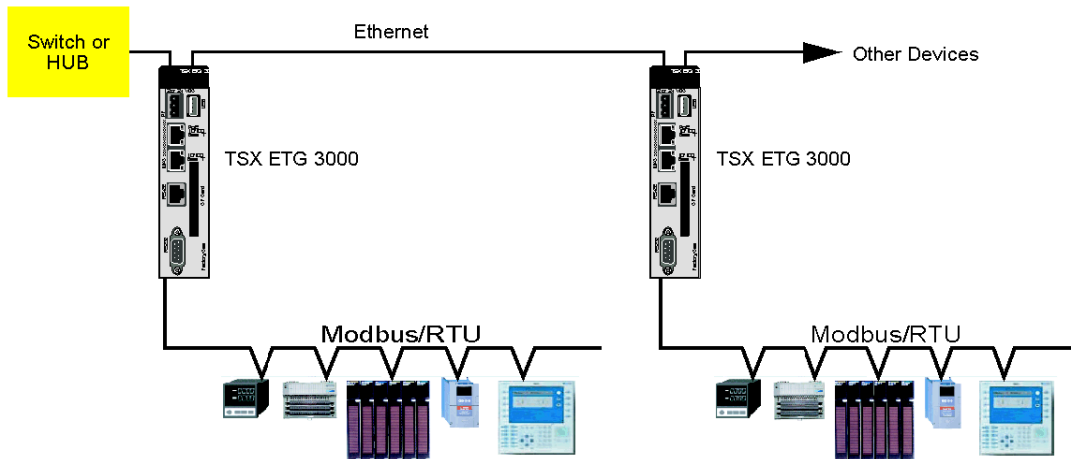 Switch or
HUB
Ethernet
Other Devices
TSX ETG 3000
TSX ETG 3000
Modbus/RTU
Modbus/RTU